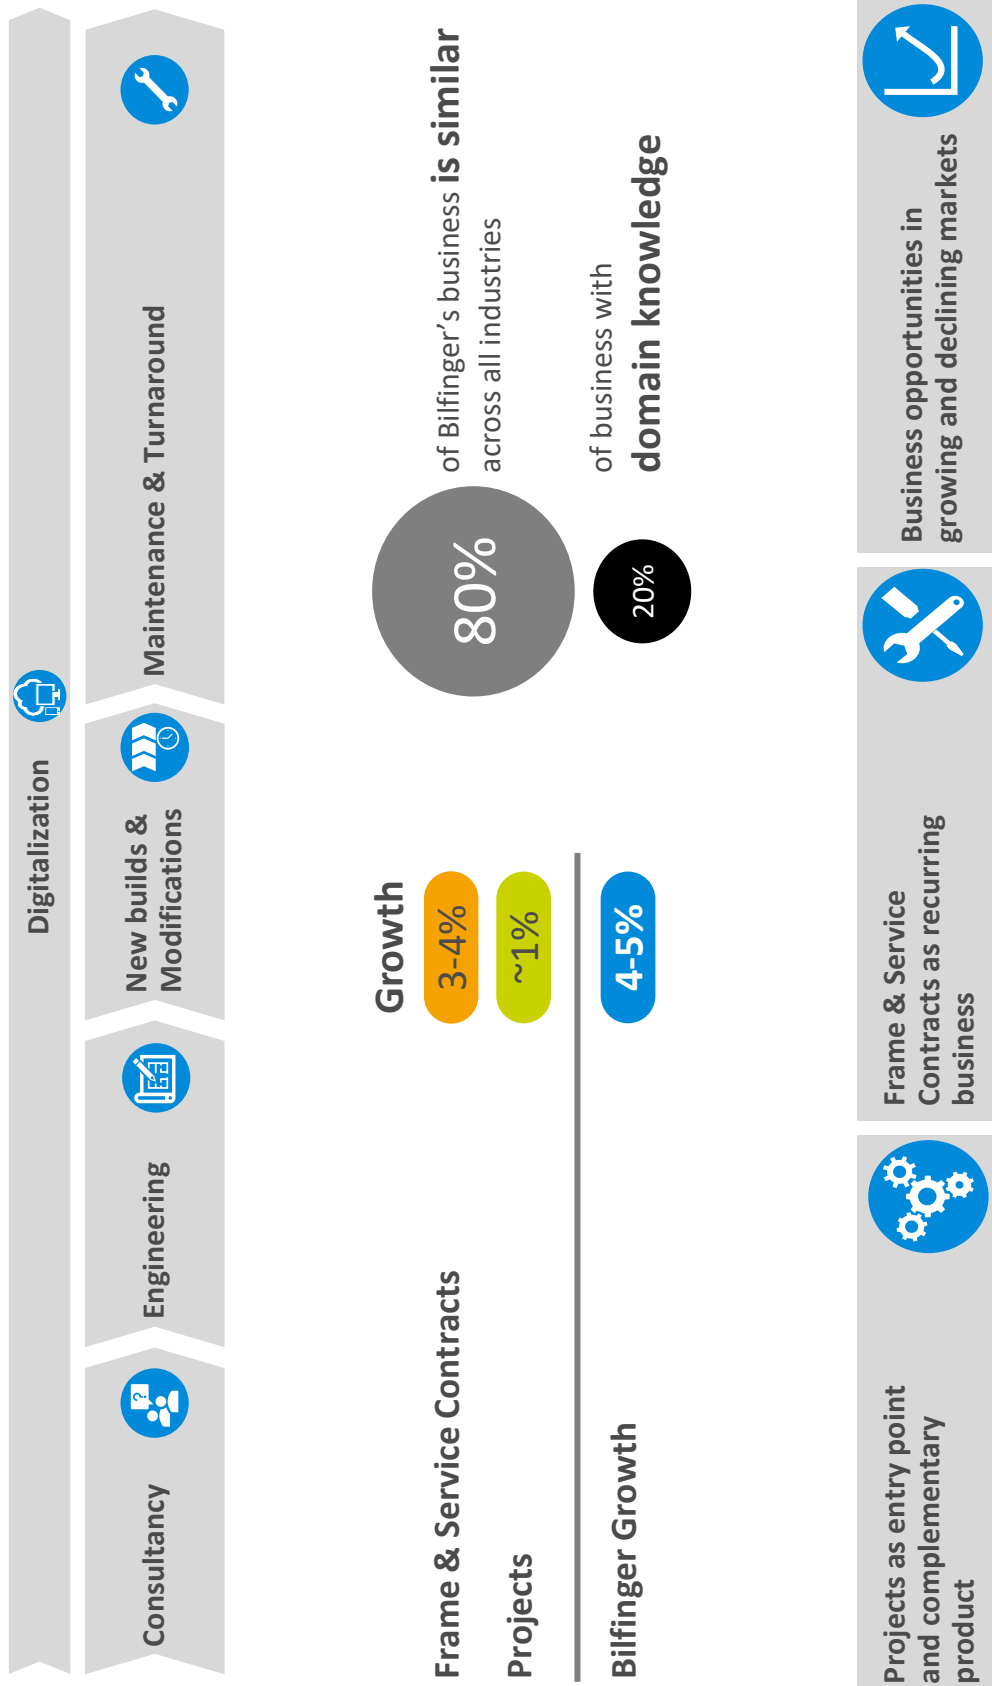 Digitalization
Consultancy
Engineering
New builds &
Modifications
Maintenance & Turnaround
Growth
Frame & Service Contracts
3-4%
Projects
~1%
Bilfinger Growth
4-5%
80%
of Bilfinger’s business is similar
across all industries
20%
of business with
domain knowledge
Projects as entry point
and complementary
product
Frame & Service
Contracts as recurring
business
Business opportunities in
growing and declining markets